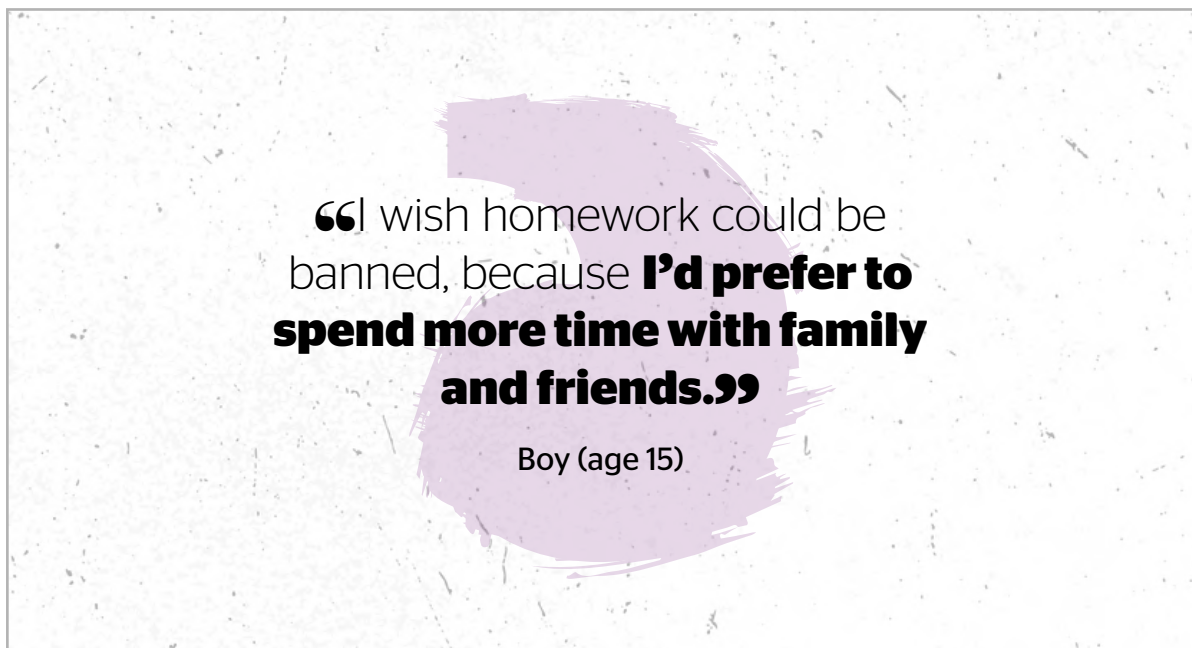 “I wish homework could be
banned, because I’d prefer to
spend more time with family
and friends.”
Boy (age 15)